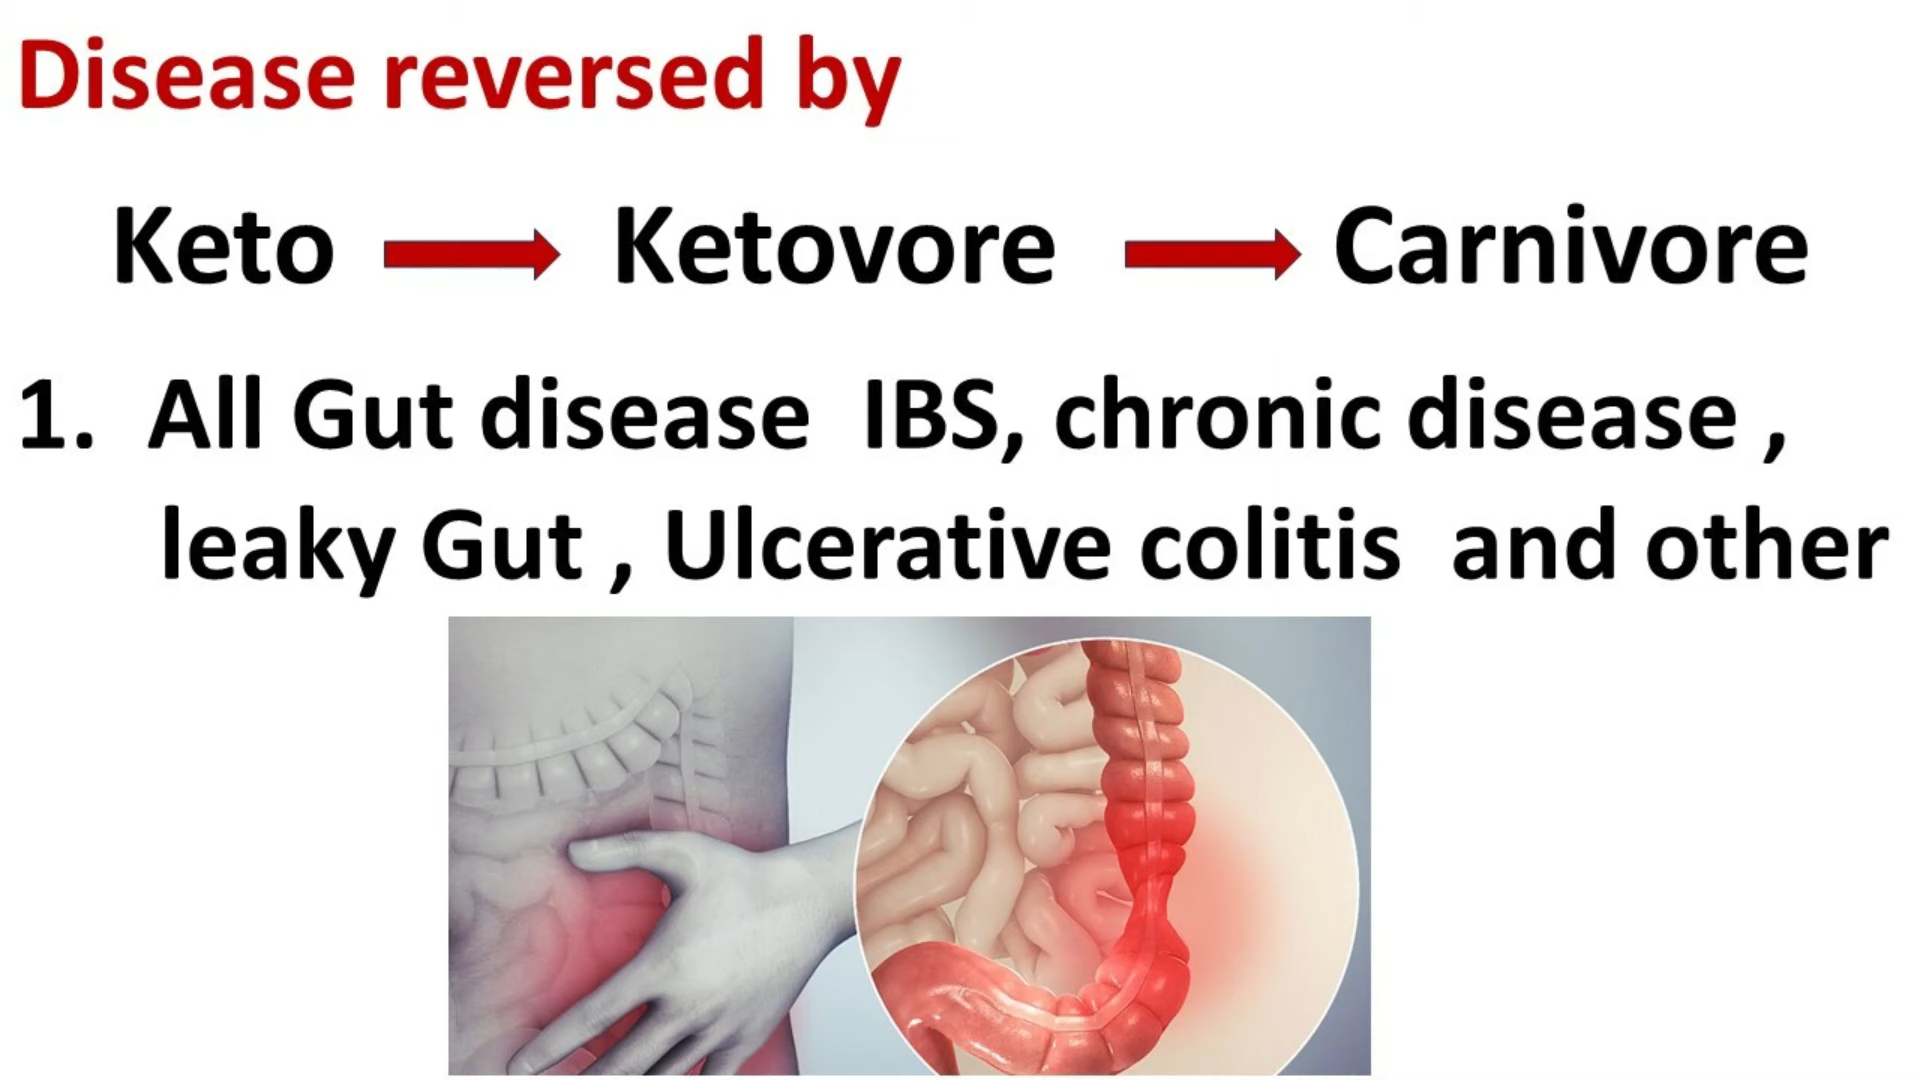 Disease reversed by
Keto Ketovore Carnivore
1. All Gut disease IBS, chronic disease ,
leaky Gut , Ulcerative colitis and other